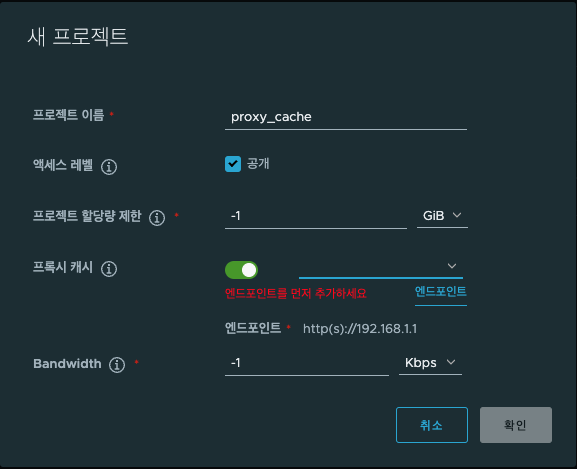 새 프로젝트
프로젝트 이름 * proxy_cache
액세스 레벨 공개
프로젝트 할당량 제한 * -1 GiB
프록시 캐시
엔드포인트를 먼저 추가하세요 엔드포인트
엔드포인트 * http(s)://192.168.1.1
Bandwidth * -1 Kbps
취소 확인